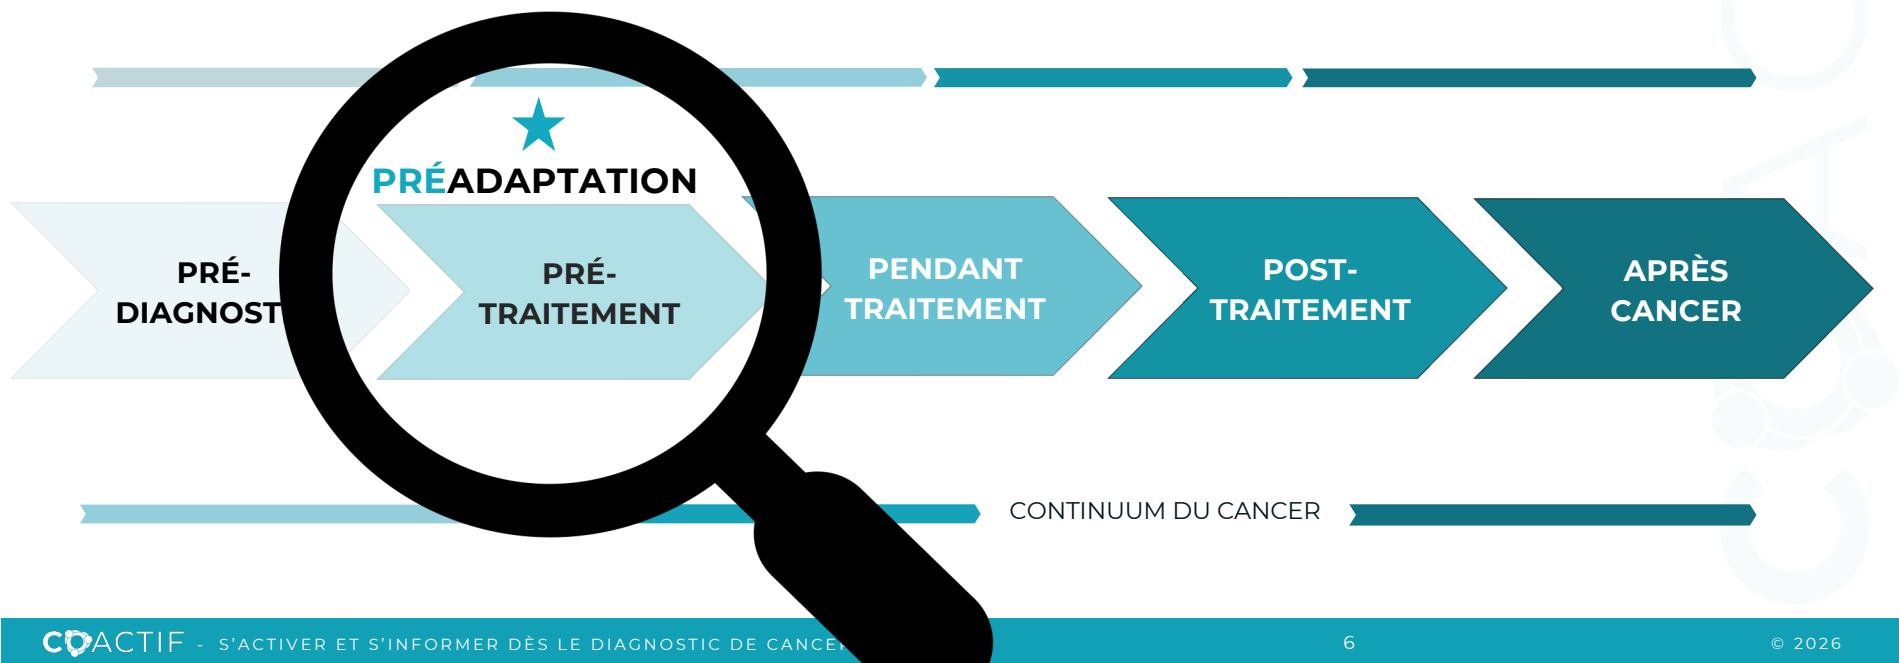 PRÉADAPTATION
PRÉ-
DIAGNOST
PRÉ-
TRAITEMENT
PENDANT
TRAITEMENT
POST-
TRAITEMENT
APRÈS
CANCER
CONTINUUM DU CANCER
COACTIF - S'ACTIVER ET S'INFORMER DÈS LE DIAGNOSTIC DE CANCER
6
© 2026